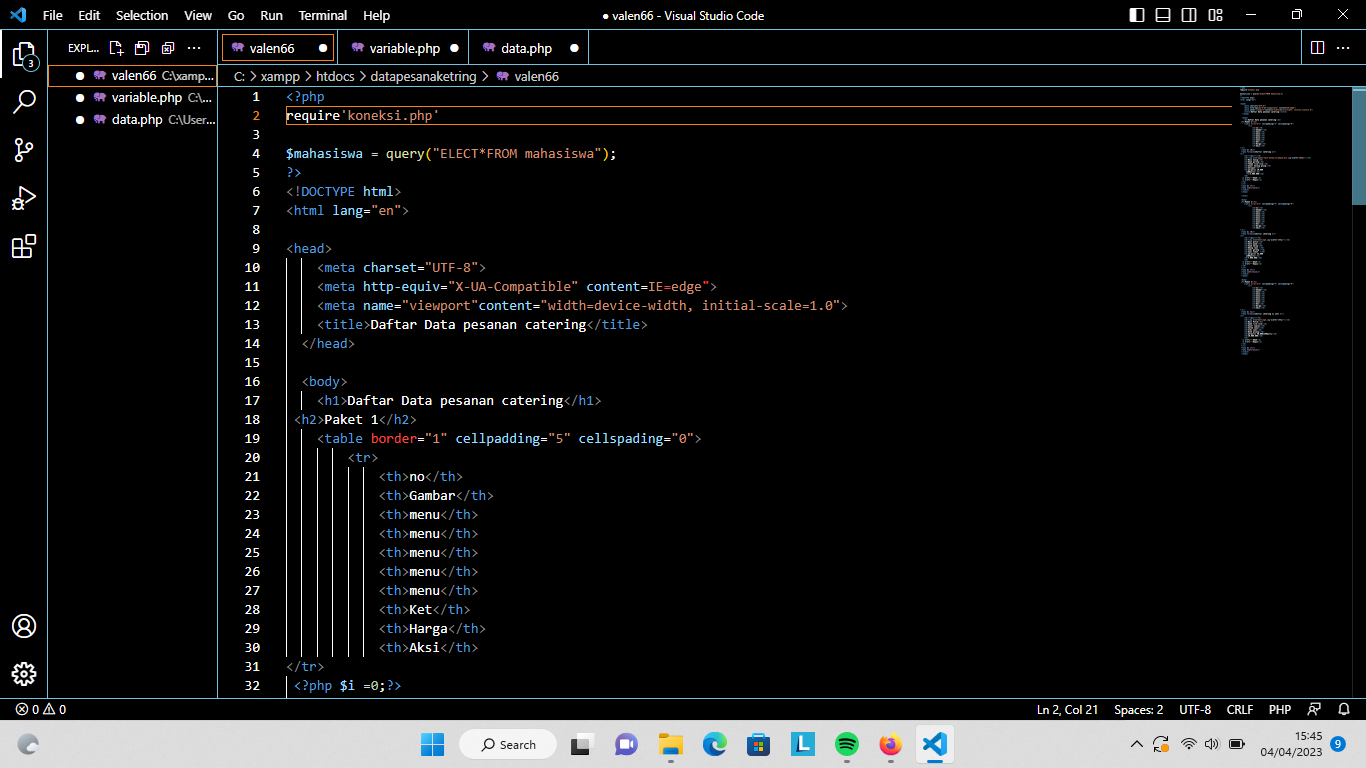 File Edit Selection View Go Run Terminal Help ● valen66 - Visual Studio Code
EXPL... valen66 ● variable.php ● data.php ●
3
● valen66 C:\xamp...
● variable.php C:\...
● data.php C:\User...
C: > xampp > htdocs > datapesanaketring > valen66
1 <?php
2 require'koneksi.php'
3
4 $mahasiswa = query("ELECT*FROM mahasiswa");
5 ?>
6 <!DOCTYPE html>
7 <html lang="en">
8
9 <head>
10 <meta charset="UTF-8">
11 <meta http-equiv="X-UA-Compatible" content=IE=edge">
12 <meta name="viewport"content="width=device-width, initial-scale=1.0">
13 <title>Daftar Data pesanan catering</title>
14 </head>
15
16 <body>
17 <h1>Daftar Data pesanan catering</h1>
18 <h2>Paket 1</h2>
19 <table border="1" cellpadding="5" cellspading="0">
20 <tr>
21 <th>no</th>
22 <th>Gambar</th>
23 <th>menu</th>
24 <th>menu</th>
25 <th>menu</th>
26 <th>menu</th>
27 <th>menu</th>
28 <th>Ket</th>
29 <th>Harga</th>
30 <th>Aksi</th>
31 </tr>
32 <?php $i =0;?>
0 0 Ln 2, Col 21 Spaces: 2 UTF-8 CRLF PHP
Search
L
15:45
04/04/2023
9